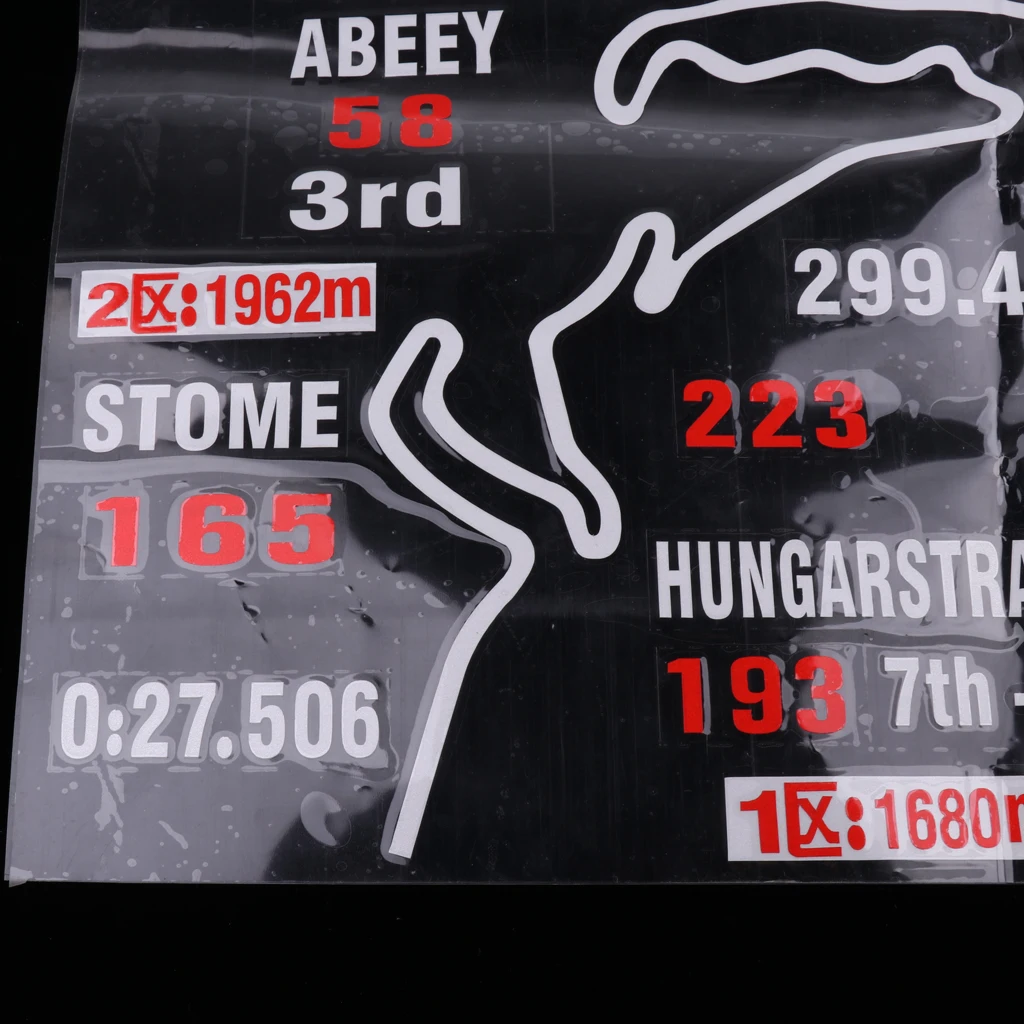 ABEEY
58
3rd
2区:1962m
299.4
STOME
223
165
HUNGARSTRA
193 7th -
0:27.506
1区:1680m